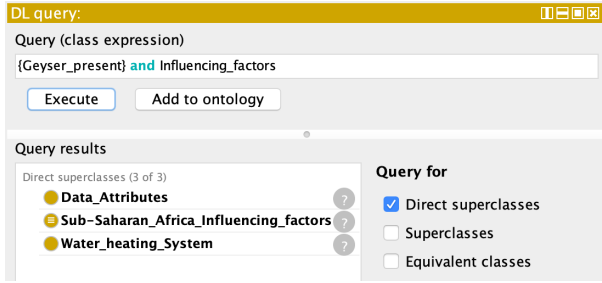 DL query:
Query (class expression)
{Geyser_present} and Influencing_factors
Execute
Add to ontology
Query results
Direct superclasses (3 of 3)
Data_Attributes
?
Sub-Saharan_Africa_Influencing_factors
?
Water_heating_System
?
Query for
Direct superclasses
Superclasses
Equivalent classes